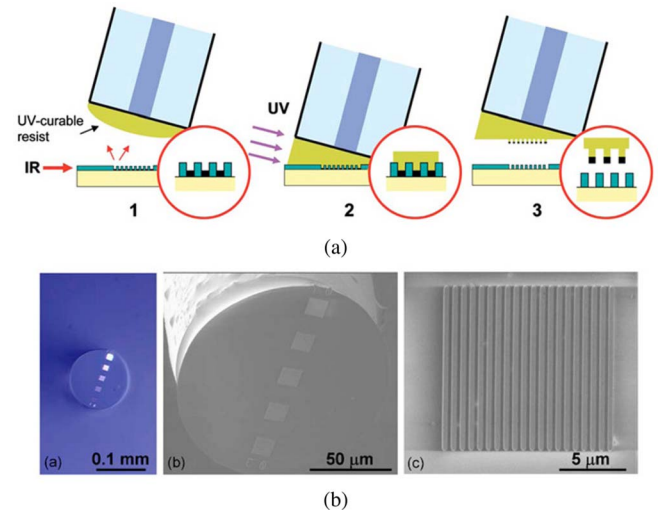 UV-curable
resist
IR
UV
1
2
3
(a)
(a)
0.1 mm
(b)
50 μm
(c)
5 μm
(b)